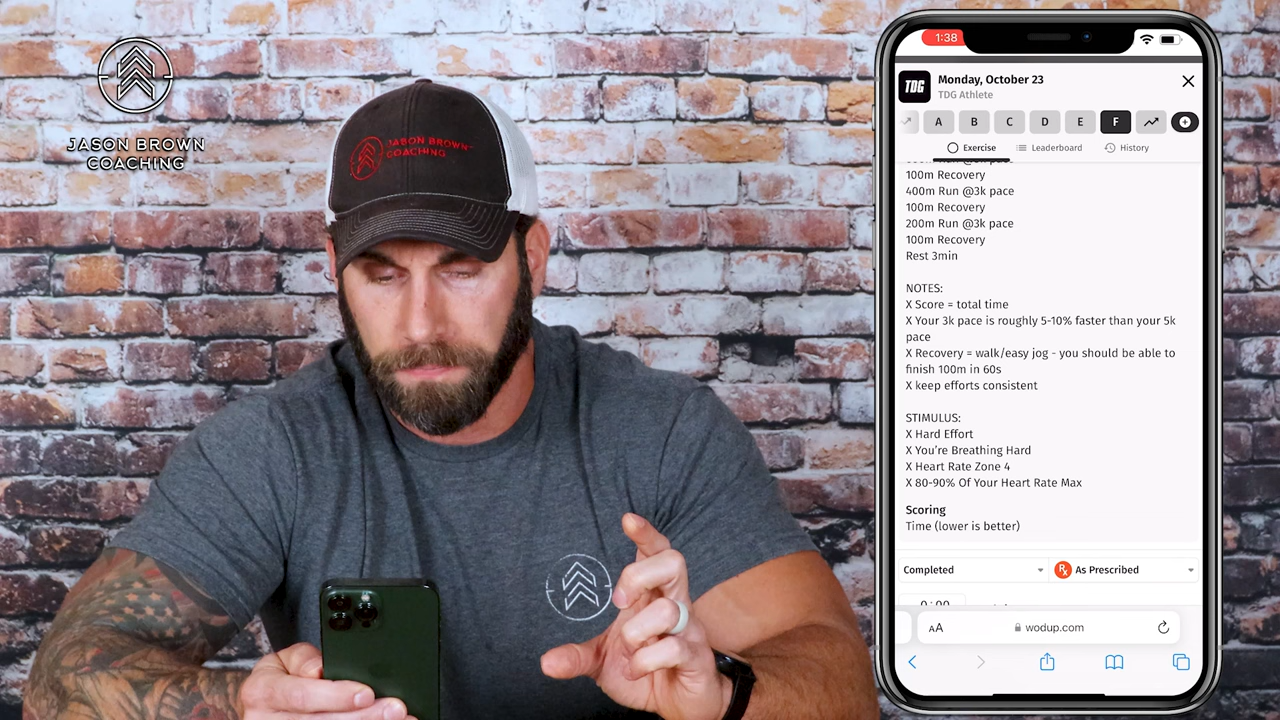 JASON BROWN
COACHING
JASON BROWN
COACHING
1:38
TDG
Monday, October 23
TDG Athlete
A B C D E F
Exercise Leaderboard History
100m Recovery
400m Run @3k pace
100m Recovery
200m Run @3k pace
100m Recovery
Rest 3min
NOTES:
X Score = total time
X Your 3k pace is roughly 5-10% faster than your 5k
pace
X Recovery = walk/easy jog - you should be able to
finish 100m in 60s
X keep efforts consistent
STIMULUS:
X Hard Effort
X You're Breathing Hard
X Heart Rate Zone 4
X 80-90% Of Your Heart Rate Max
Scoring
Time (lower is better)
Completed Rx As Prescribed
AA wodup.com